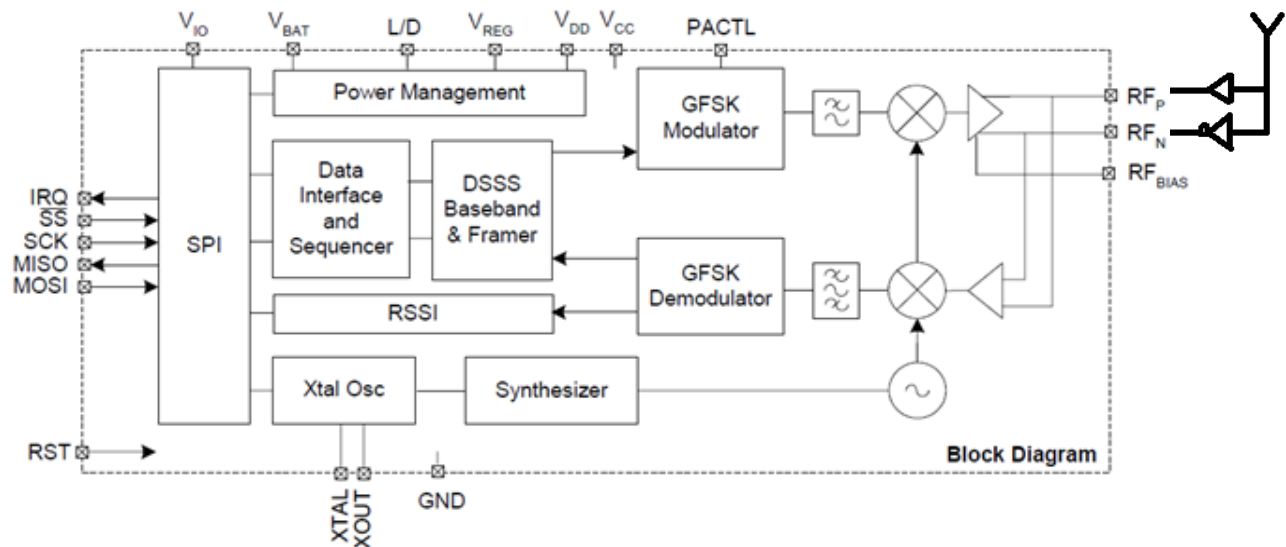 VIO
VBAT
L/D
VREG
VDD
VCC
PACTL
Power Management
GFSK
Modulator
RFP
RFN
RFBIAS
IRQ
SS
SCK
MISO
MOSI
SPI
Data
Interface
and
Sequencer
DSSS
Baseband
& Framer
GFSK
Demodulator
RSSI
Xtal Osc
Synthesizer
RST
Block Diagram
XTAL
XOUT
GND